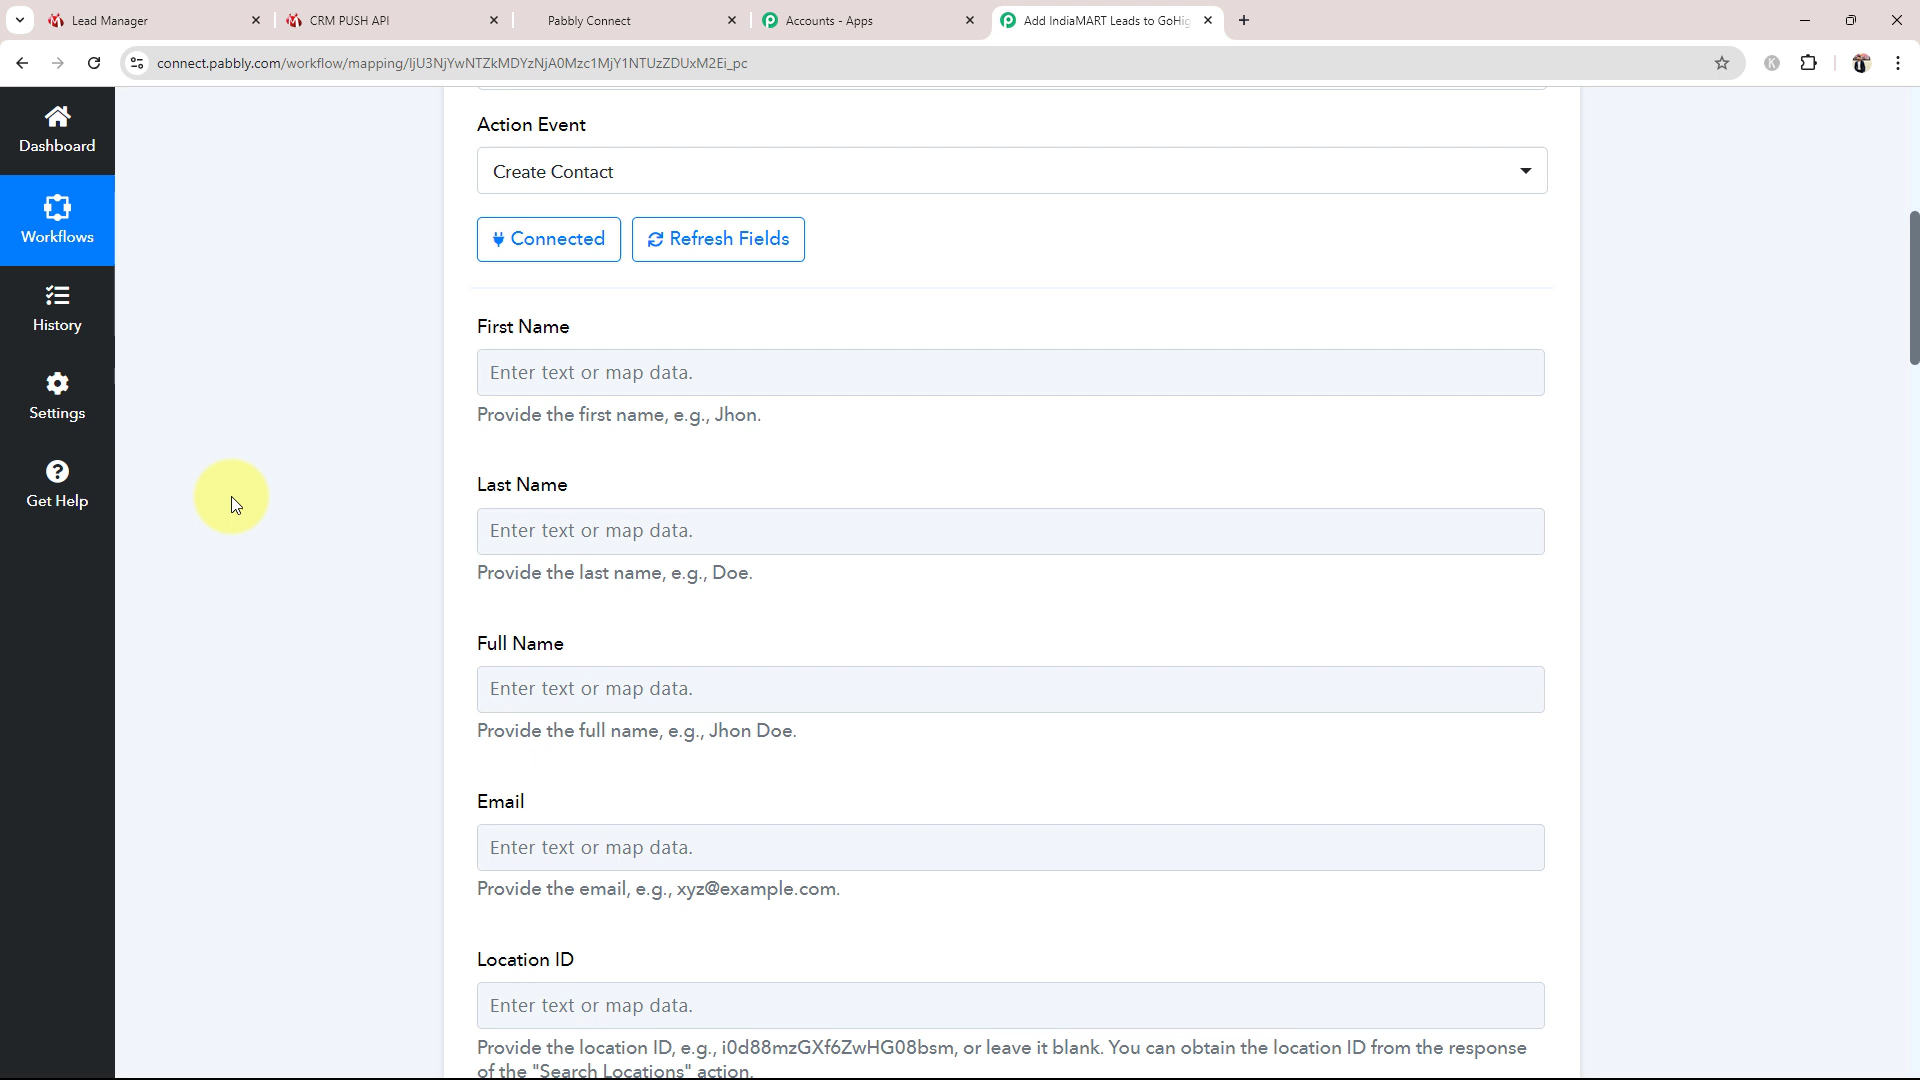 Lead Manager
CRM PUSH API
Pabbly Connect
Accounts - Apps
Add IndiaMART Leads to GoHig
connect.pabbly.com/workflow/mapping/IjU3NjYwNTZkMDYzNjA0Mzc1MjY1NTUzZDUxM2Ei_pc
K
Dashboard
Workflows
History
Settings
Get Help
Action Event
Create Contact
Connected
Refresh Fields
First Name
Enter text or map data.
Provide the first name, e.g., Jhon.
Last Name
Enter text or map data.
Provide the last name, e.g., Doe.
Full Name
Enter text or map data.
Provide the full name, e.g., Jhon Doe.
Email
Enter text or map data.
Provide the email, e.g., xyz@example.com.
Location ID
Enter text or map data.
Provide the location ID, e.g., i0d88mzGXf6ZwHG08bsm, or leave it blank. You can obtain the location ID from the response
of the "Search Locations" action.